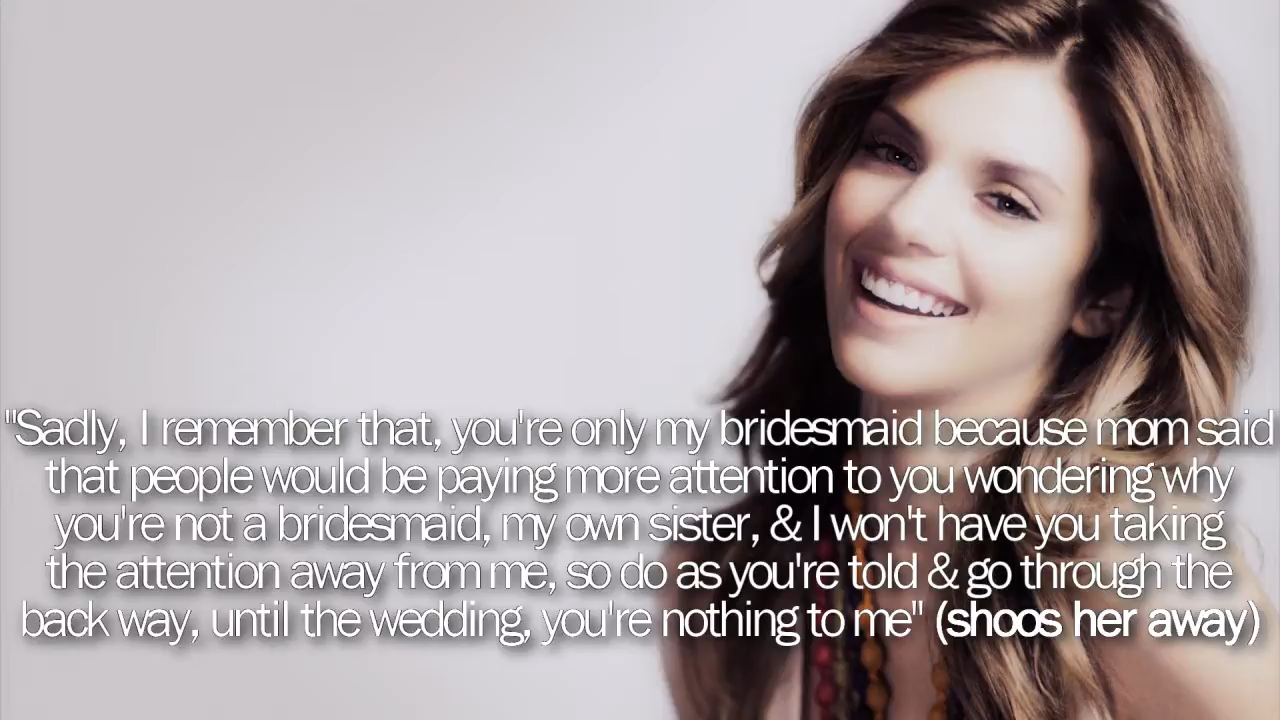 "Sadly, I remember that, you're only my bridesmaid because mom said
that people would be paying more attention to you wondering why
you're not a bridesmaid, my own sister, & I won't have you taking
the attention away from me, so do as you're told & go through the
back way, until the wedding, you're nothing to me" (shoos her away)